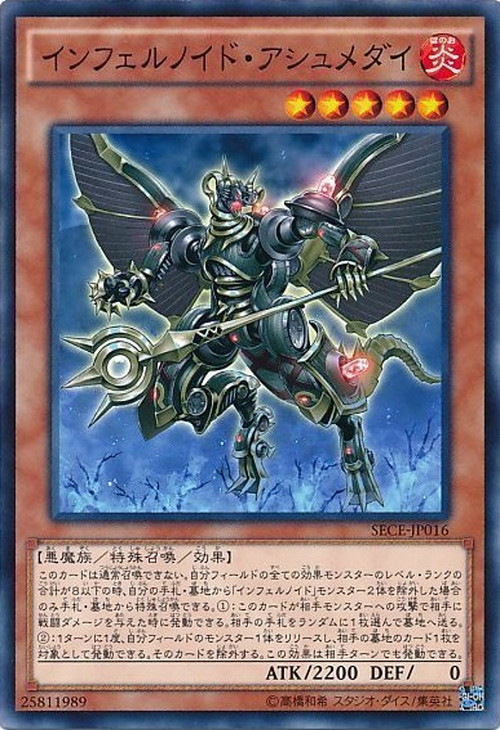 インフェルノイド・アシュメダイ
炎
SECE-JP016
【悪魔族／特殊召喚／効果】
このカードは通常召喚できない。自分フィールドの全ての効果モンスターのレベル・ランクの
合計が８以下の時、自分の手札・墓地から「インフェルノイド」モンスター２体を除外した場合
のみ手札・墓地から特殊召喚できる。①：このカードが相手モンスターへの攻撃で相手に
戦闘ダメージを与えた時に発動できる。相手の手札をランダムに１枚選んで墓地へ送る。
②：１ターンに１度、自分フィールドのモンスター１体をリリースし、相手の墓地のカード１枚を
対象として発動できる。そのカードを除外する。この効果は相手ターンでも発動できる。
ATK/2200 DEF/ 0
25811989 ©高橋和希 スタジオ・ダイス/集英社